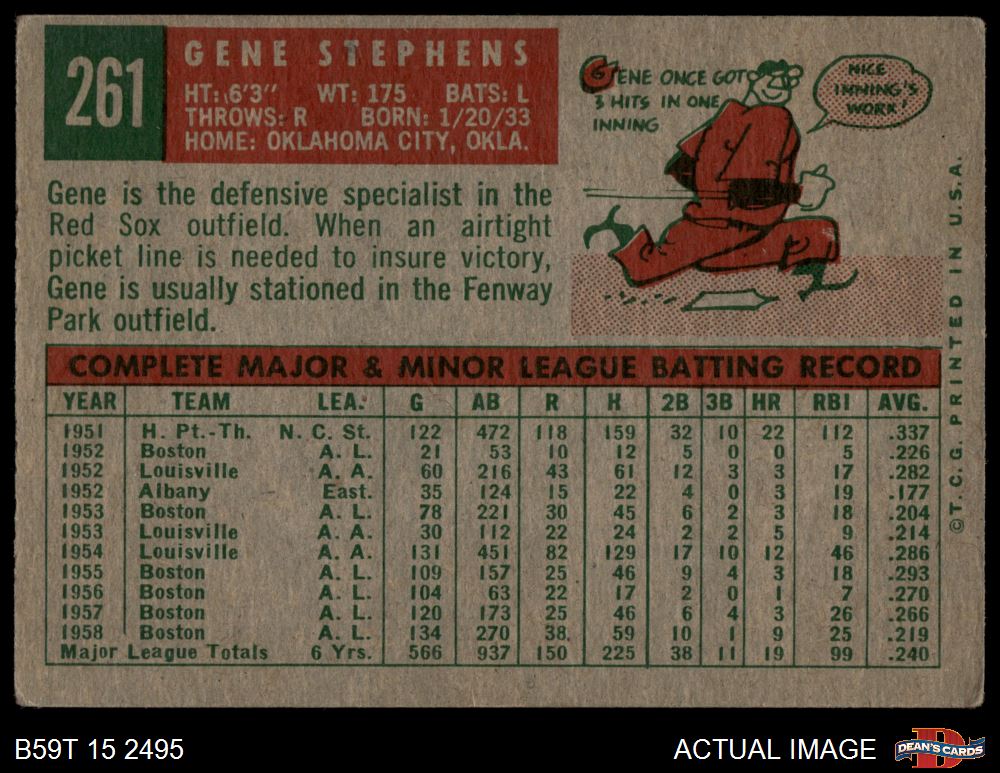 261
GENE STEPHENS
HT: 6'3" WT: 175 BATS: L
THROWS: R BORN: 1/20/33
HOME: OKLAHOMA CITY, OKLA.
GENE ONCE GOT
3 HITS IN ONE
INNING
NICE
INNING'S
WORK!
Gene is the defensive specialist in the
Red Sox outfield. When an airtight
picket line is needed to insure victory,
Gene is usually stationed in the Fenway
Park outfield.
COMPLETE MAJOR & MINOR LEAGUE BATTING RECORD
YEAR TEAM LEA. G AB R H 2B 3B HR RBI AVG.
1951 H. Pt.-Th. N. C. St. 122 472 118 159 32 10 22 112 .337
1952 Boston A. L. 21 53 10 12 5 0 0 5 .226
1952 Louisville A. A. 60 216 43 61 12 3 3 17 .282
1952 Albany East. 35 124 15 22 4 0 3 19 .177
1953 Boston A. L. 78 221 30 45 6 2 3 18 .204
1953 Louisville A. A. 30 112 22 24 2 2 5 9 .214
1954 Louisville A. A. 131 451 82 129 17 10 12 46 .286
1955 Boston A. L. 109 157 25 46 9 4 3 18 .293
1956 Boston A. L. 104 63 22 17 2 0 1 7 .270
1957 Boston A. L. 120 173 25 46 6 4 3 26 .266
1958 Boston A. L. 134 270 38 59 10 1 9 25 .219
Major League Totals 6 Yrs. 566 937 150 225 38 11 19 99 .240
©T. C. G. PRINTED IN U.S.A.
B59T 15 2495
ACTUAL IMAGE
D
DEAN'S CARDS